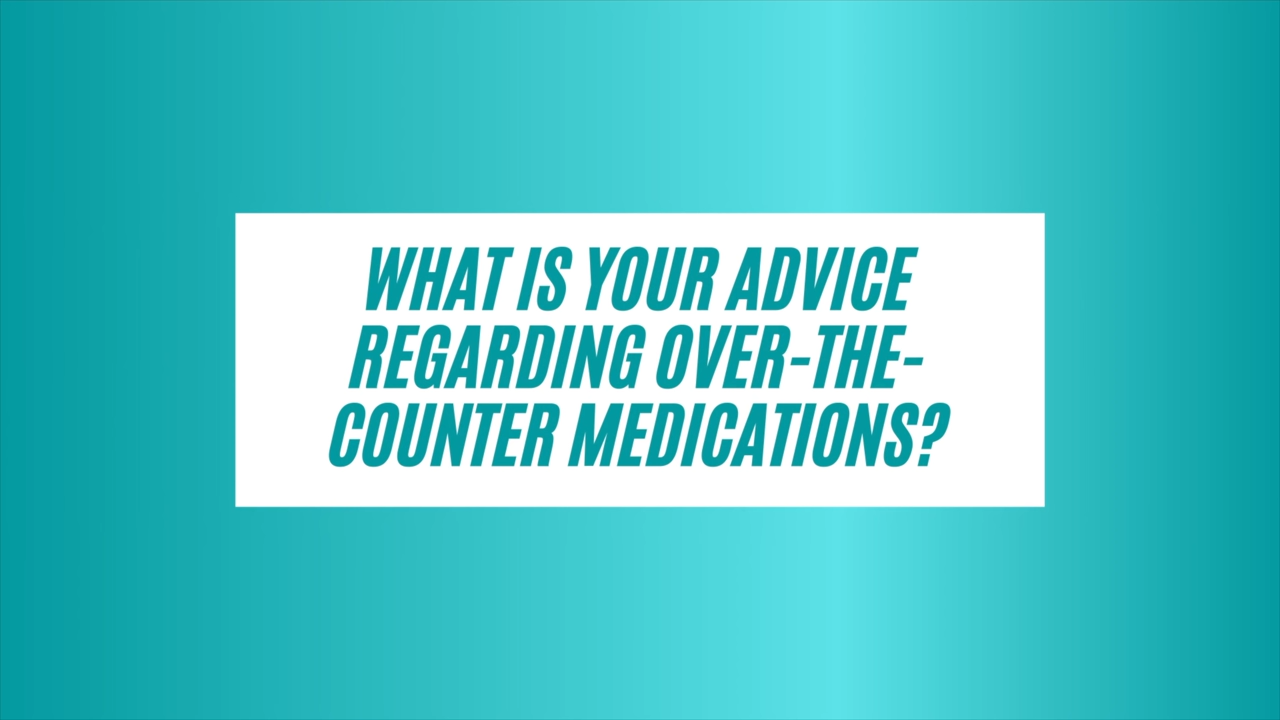 WHAT IS YOUR ADVICE
REGARDING OVER-THE-
COUNTER MEDICATIONS?